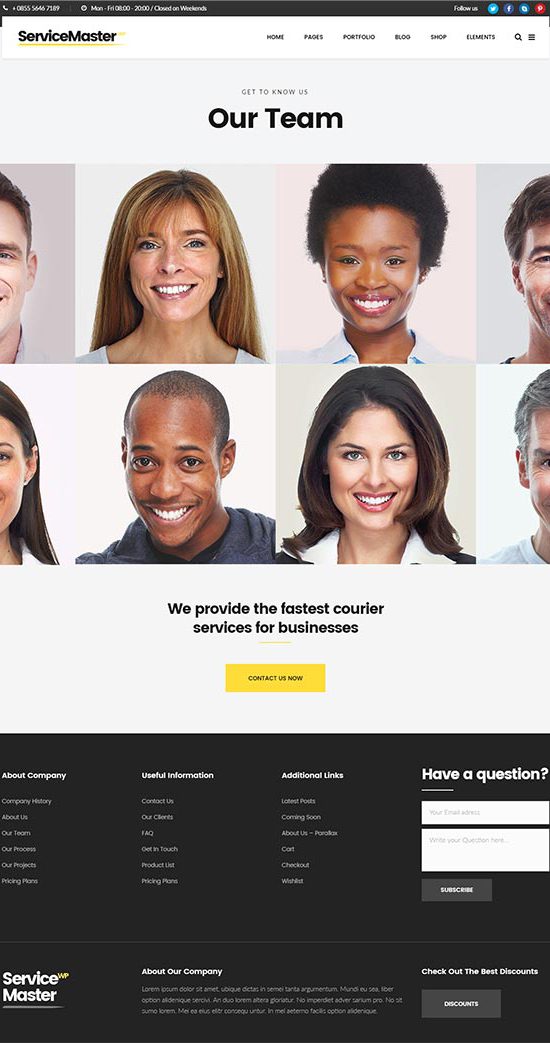 + 0855 5646 7189
Mon - Fri 08:00 - 20:00 / Closed on Weekends
Follow us
ServiceMaster WP
HOME
PAGES
PORTFOLIO
BLOG
SHOP
ELEMENTS
GET TO KNOW US
Our Team
We provide the fastest courier
services for businesses
CONTACT US NOW
About Company
Company History
About Us
Our Team
Our Process
Our Projects
Pricing Plans
Useful Information
Contact Us
Our Clients
FAQ
Get In Touch
Product List
Pricing Plans
Additional Links
Latest Posts
Coming Soon
About Us – Parallax
Cart
Checkout
Wishlist
Have a question?
Your Email adress
Write your Question here...
SUBSCRIBE
Service WP
Master
About Our Company
Lorem ipsum dolor sit amet, ubique dictas in semei tanta argumentum. Mundi eu sea, liber
option alidenique servici. An duo lorem altera gloriatur. No imperdiet adver sarium pro. No sit
sumo lorem. Mei ea eius elitr consequ untur. In mel aeterno facilis option alidenique.
Check Out The Best Discounts
DISCOUNTS